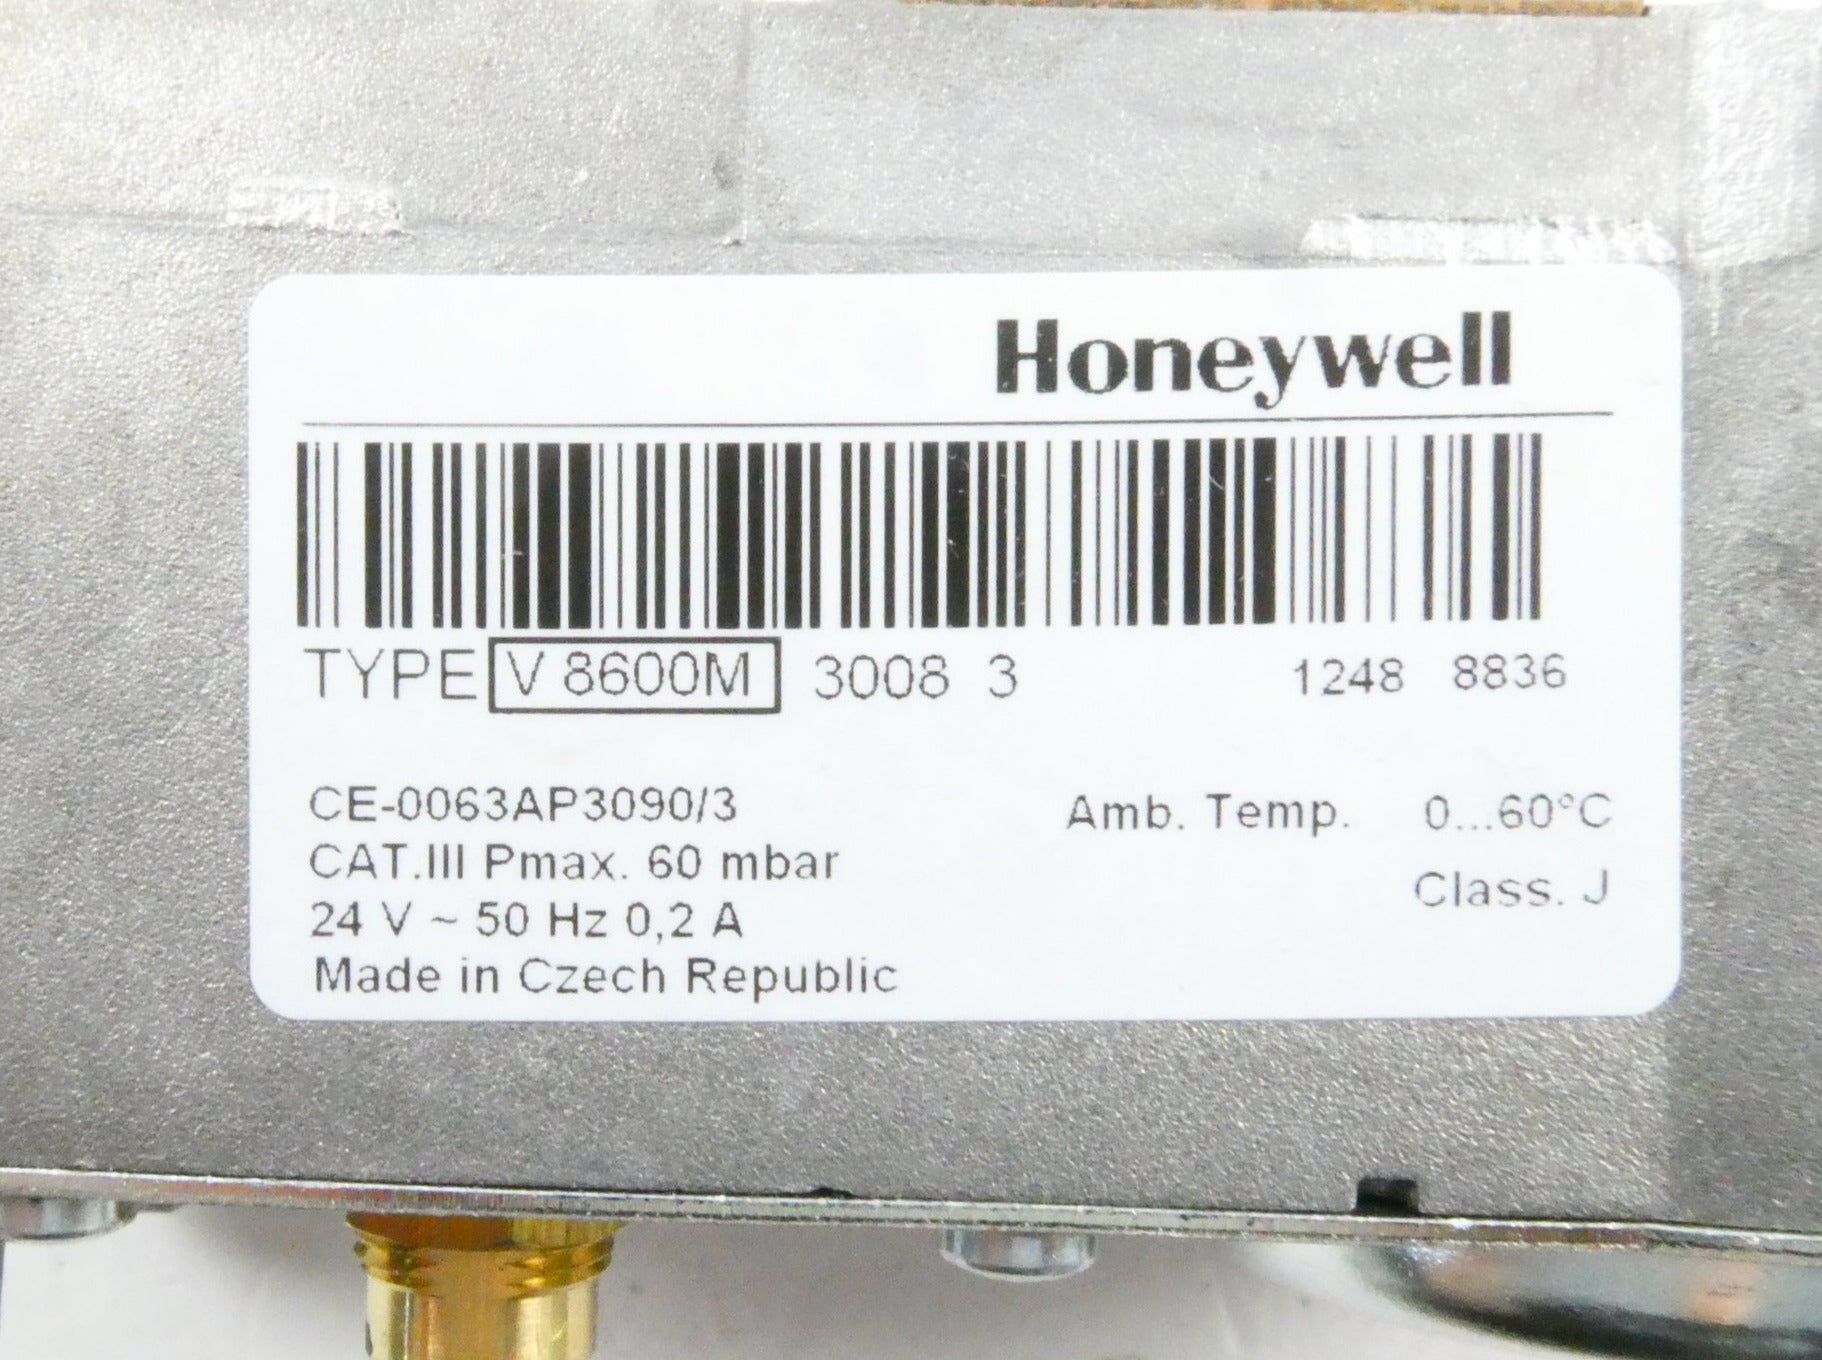 Honeywell
TYPE V 8600M 3008 3 1248 8836
CE-0063AP3090/3 Amb. Temp. 0...60°C
CAT.III Pmax. 60 mbar
Class. J
24 V ~ 50 Hz 0,2 A
Made in Czech Republic